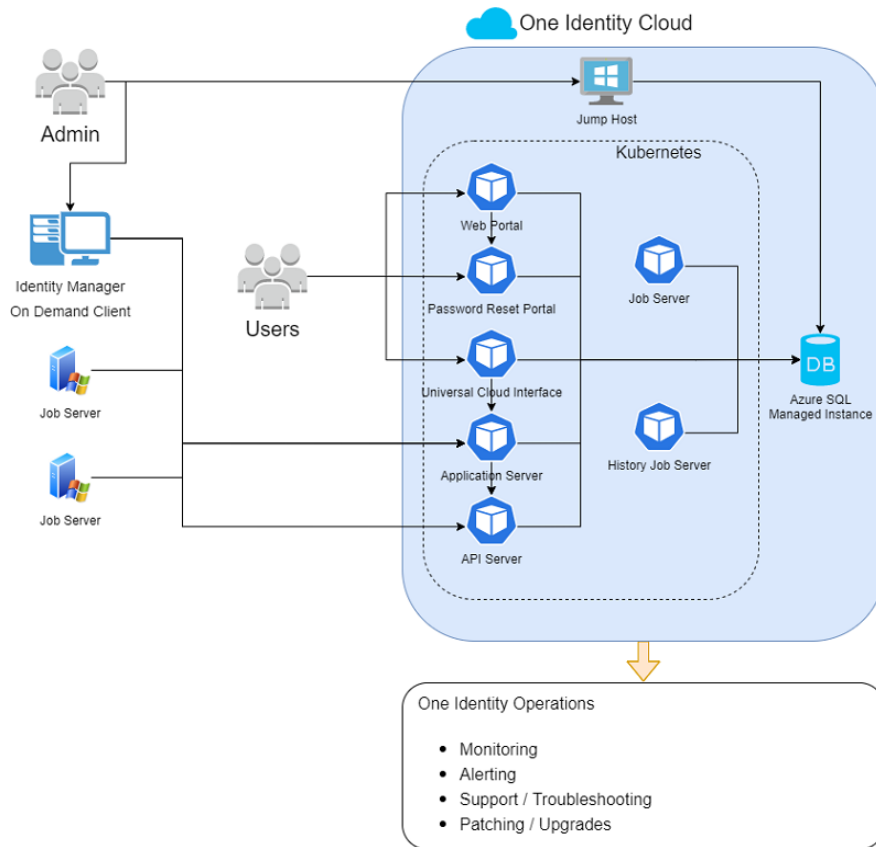 One Identity Cloud
Admin
Jump Host
Kubernetes
Web Portal
Identity Manager
On Demand Client
Users
Password Reset Portal
Job Server
DB
Job Server
Universal Cloud Interface
Azure SQL
Managed Instance
Application Server
History Job Server
Job Server
API Server
One Identity Operations
• Monitoring
• Alerting
• Support / Troubleshooting
• Patching / Upgrades